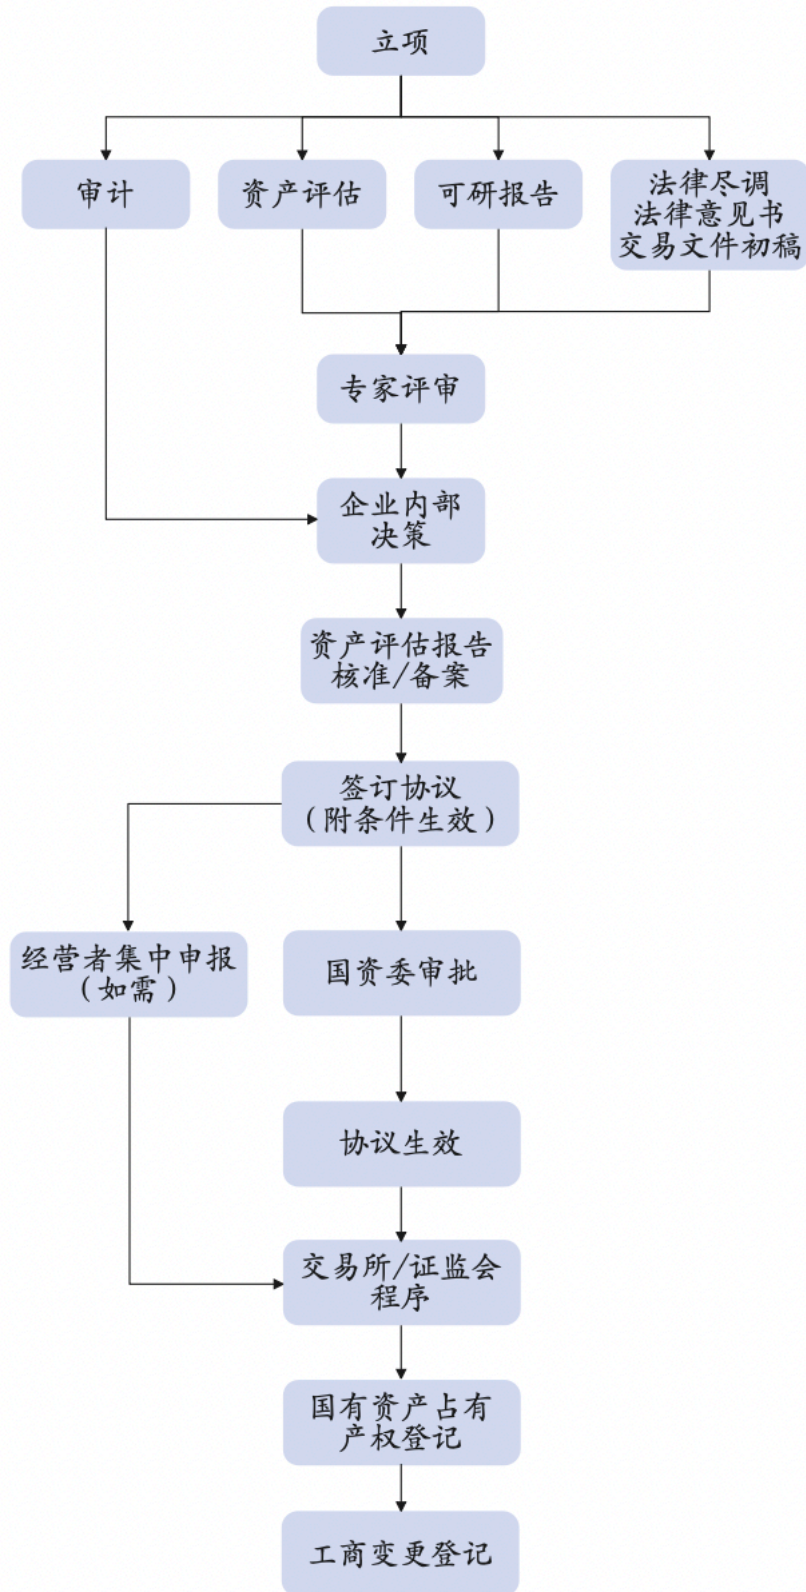 立项
审计
资产评估
可研报告
法律尽调
法律意见书
交易文件初稿
专家评审
企业内部
决策
资产评估报告
核准/备案
签订协议
（附条件生效）
经营者集中申报
（如需）
国资委审批
协议生效
交易所/证监会
程序
国有资产占有
产权登记
工商变更登记